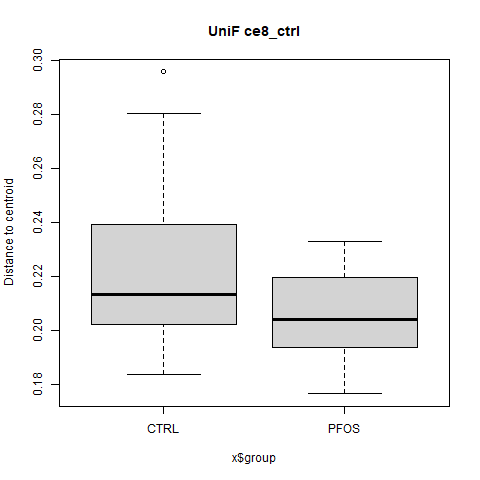 UniF ce8_ctrl
Distance to centroid
0.30
0.28
0.26
0.24
0.22
0.20
0.18
CTRL
PFOS
x$group